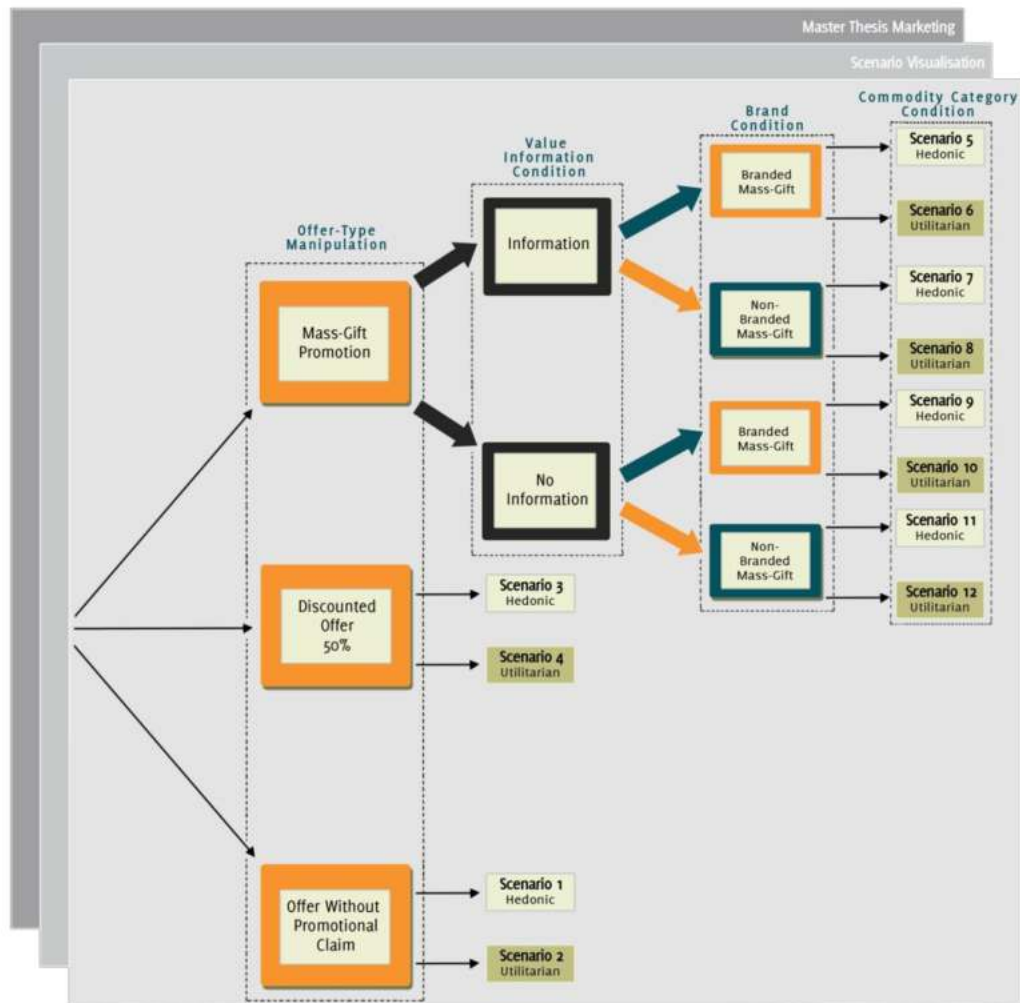 Master Thesis Marketing
Scenario Visualisation
Commodity Category
Condition
Brand
Condition
Value
Information
Condition
Offer-Type
Manipulation
Mass-Gift
Promotion
Information
No
Information
Branded
Mass-Gift
Non-
Branded
Mass-Gift
Branded
Mass-Gift
Non-
Branded
Mass-Gift
Scenario 5
Hedonic
Scenario 6
Utilitarian
Scenario 7
Hedonic
Scenario 8
Utilitarian
Scenario 9
Hedonic
Scenario 10
Utilitarian
Scenario 11
Hedonic
Scenario 12
Utilitarian
Discounted
Offer
50%
Scenario 3
Hedonic
Scenario 4
Utilitarian
Offer Without
Promotional
Claim
Scenario 1
Hedonic
Scenario 2
Utilitarian